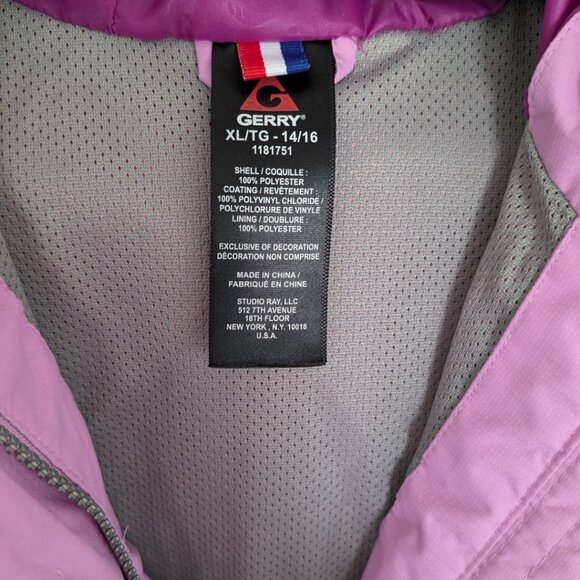 G
GERRY®
XL/TG - 14/16
1181751
SHELL / COQUILLE :
100% POLYESTER
COATING / REVÊTEMENT :
100% POLYVINYL CHLORIDE /
POLYCHLORURE DE VINYLE
LINING / DOUBLURE :
100% POLYESTER
EXCLUSIVE OF DECORATION
DÉCORATION NON COMPRISE
MADE IN CHINA /
FABRIQUÉ EN CHINE
STUDIO RAY, LLC
512 7TH AVENUE
18TH FLOOR
NEW YORK , N.Y. 10018
U.S.A.